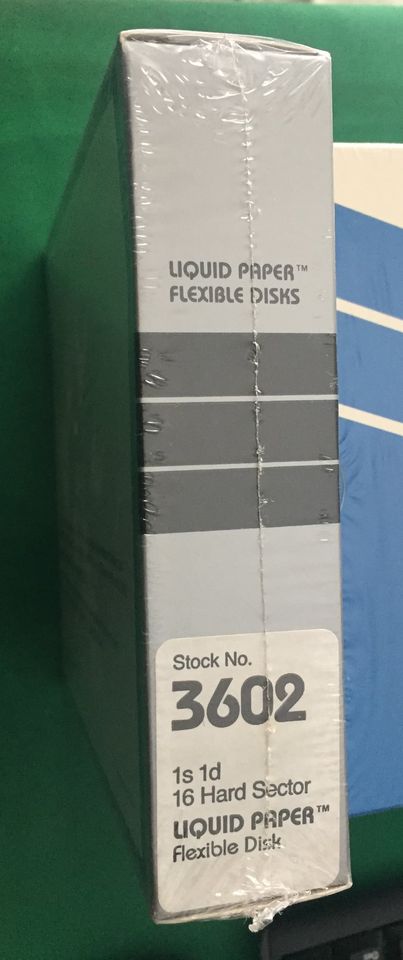 LIQUID PAPER™
FLEXIBLE DISKS
Stock No.
3602
1s 1d
16 Hard Sector
LIQUID PAPER™
Flexible Disk